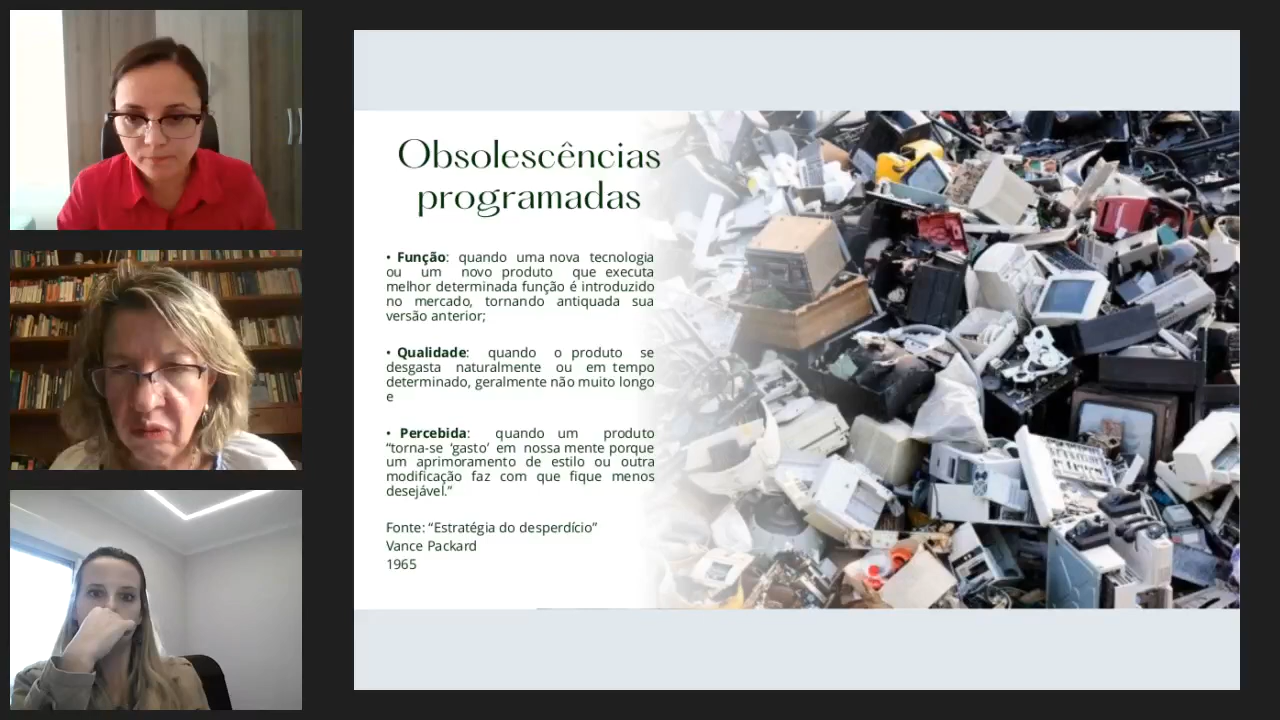 Obsolescências
programadas
• Função: quando uma nova tecnologia
ou um novo produto que executa
melhor determinada função é introduzido
no mercado, tornando antiquada sua
versão anterior;
• Qualidade: quando o produto se
desgasta naturalmente ou em tempo
determinado, geralmente não muito longo
e
• Percebida: quando um produto
“torna-se ‘gasto’ em nossa mente porque
um aprimoramento de estilo ou outra
modificação faz com que fique menos
desejável.”
Fonte: “Estratégia do desperdício”
Vance Packard
1965